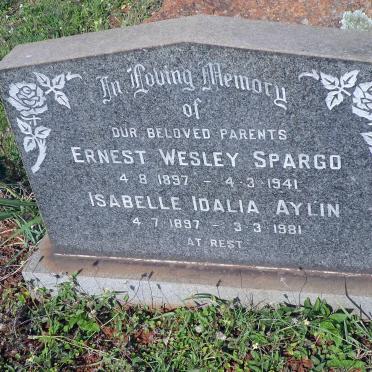 In Loving Memory
of
OUR BELOVED PARENTS
ERNEST WESLEY SPARGO
4·8·1897 - 4·3·1941
ISABELLE IDALIA AYLIN
4·7·1897 - 3·3·1981
AT REST